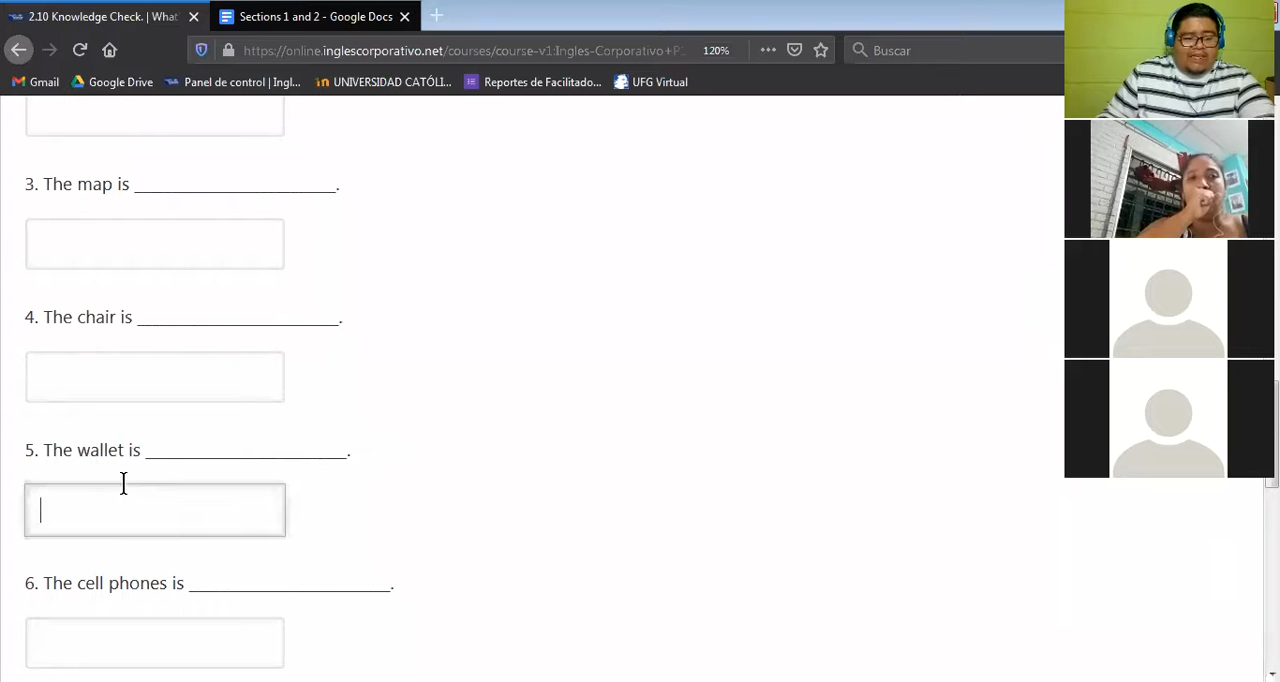 2.10 Knowledge Check. | What
Sections 1 and 2 - Google Docs
https://online.inglescorporativo.net/courses/course-v1:Ingles-Corporativo+P
120%
Buscar
Gmail
Google Drive
Panel de control | Ingl...
UNIVERSIDAD CATÓLI...
Reportes de Facilitado...
UFG Virtual
3. The map is ______________________.
4. The chair is ______________________.
5. The wallet is ______________________.
6. The cell phones is ______________________.